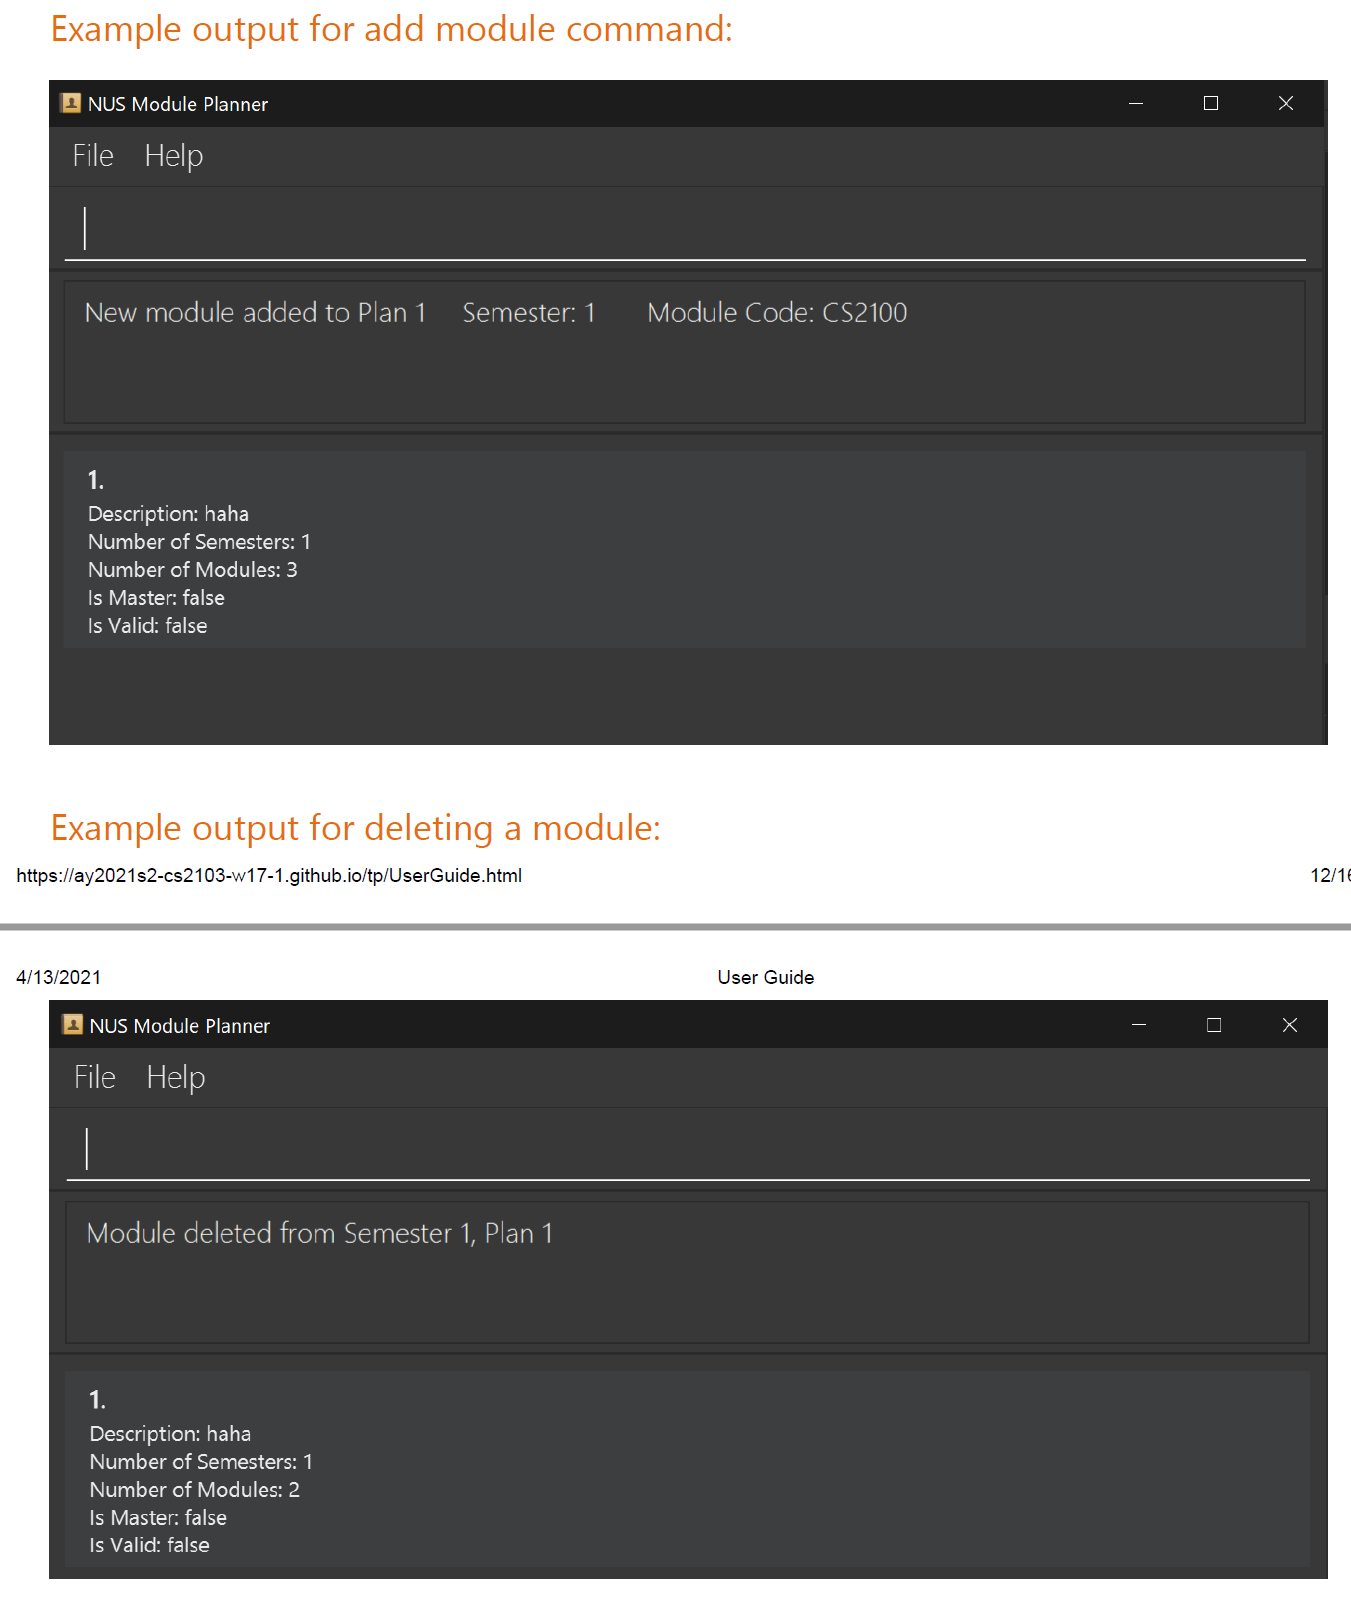 Example output for add module command:
NUS Module Planner
File Help
New module added to Plan 1 Semester: 1 Module Code: CS2100
1.
Description: haha
Number of Semesters: 1
Number of Modules: 3
Is Master: false
Is Valid: false
Example output for deleting a module:
https://ay2021s2-cs2103-w17-1.github.io/tp/UserGuide.html 12/16
4/13/2021 User Guide
NUS Module Planner
File Help
Module deleted from Semester 1, Plan 1
1.
Description: haha
Number of Semesters: 1
Number of Modules: 2
Is Master: false
Is Valid: false